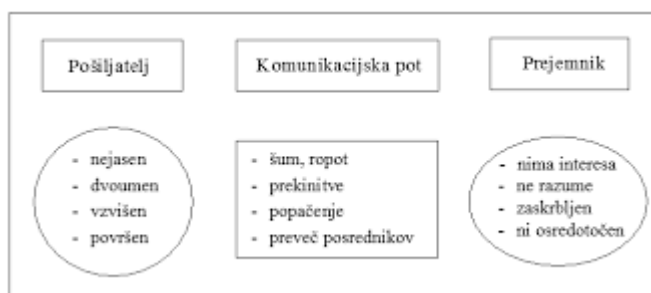 Pošiljatelj
Komunikacijska pot
Prejemnik
- nejasen
- dvoumen
- vzvišen
- površen
- šum, ropot
- prekinitve
- popačenje
- preveč posrednikov
- nima interesa
- ne razume
- zaskrbljen
- ni osredotočen